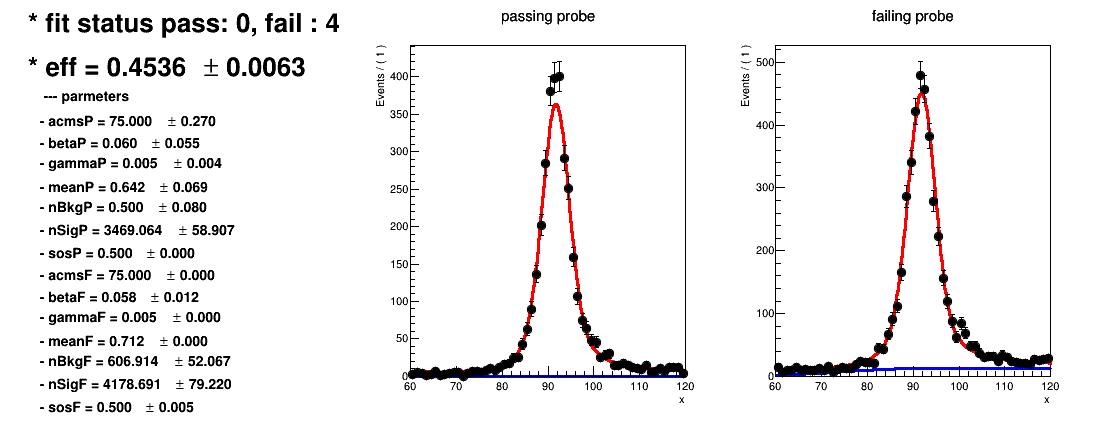 * fit status pass: 0, fail : 4
* eff = 0.4536 ± 0.0063
--- parmeters
- acmsP = 75.000 ± 0.270
- betaP = 0.060 ± 0.055
- gammaP = 0.005 ± 0.004
- meanP = 0.642 ± 0.069
- nBkgP = 0.500 ± 0.080
- nSigP = 3469.064 ± 58.907
- sosP = 0.500 ± 0.000
- acmsF = 75.000 ± 0.000
- betaF = 0.058 ± 0.012
- gammaF = 0.005 ± 0.000
- meanF = 0.712 ± 0.000
- nBkgF = 606.914 ± 52.067
- nSigF = 4178.691 ± 79.220
- sosF = 0.500 ± 0.005
passing probe
Events / ( 1 )
400
350
300
250
200
150
100
50
0
60 70 80 90 100 110 120
x
failing probe
Events / ( 1 )
500
400
300
200
100
0
60 70 80 90 100 110 120
x